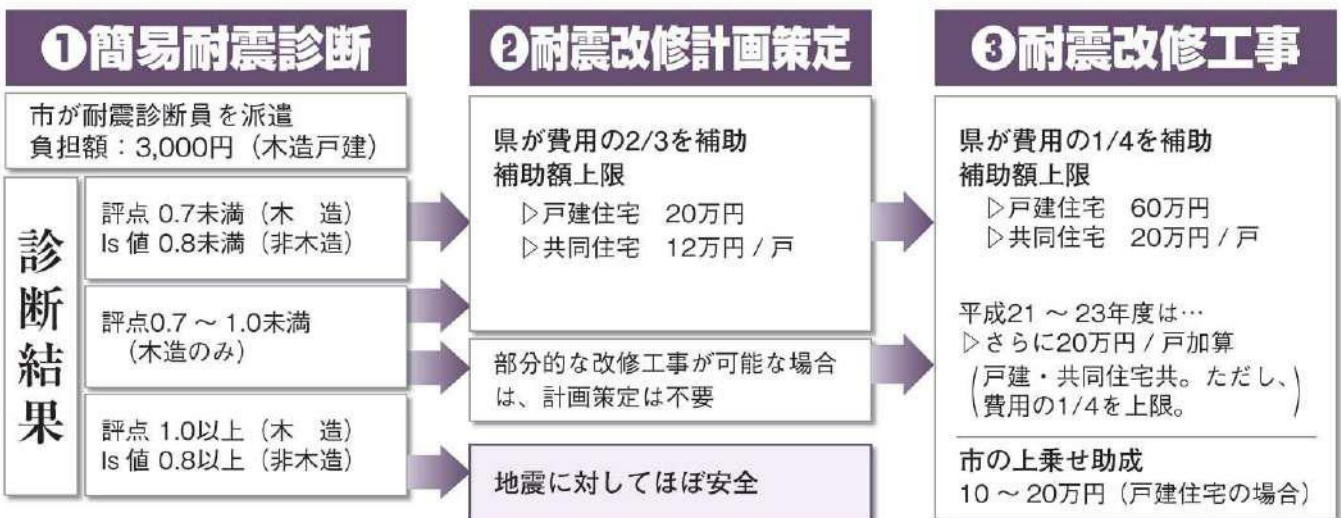 ❶簡易耐震診断
市が耐震診断員を派遣
負担額：3,000円（木造戸建）
診断結果
評点 0.7未満（木　造）
Is 値 0.8未満（非木造）
評点0.7 ～ 1.0未満
（木造のみ）
評点 1.0以上（木　造）
Is 値 0.8以上（非木造）
❷耐震改修計画策定
県が費用の2/3を補助
補助額上限
▷戸建住宅　20万円
▷共同住宅　12万円 / 戸
部分的な改修工事が可能な場合
は、計画策定は不要
地震に対してほぼ安全
❸耐震改修工事
県が費用の1/4を補助
補助額上限
▷戸建住宅　60万円
▷共同住宅　20万円 / 戸
平成21 ～ 23年度は…
▷さらに20万円 / 戸加算
（戸建・共同住宅共。ただし、
費用の1/4を上限。）
市の上乗せ助成
10 ～ 20万円（戸建住宅の場合）